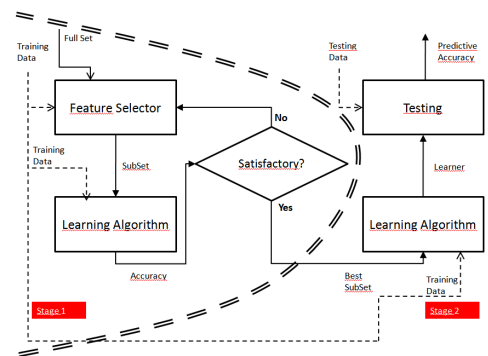 Full Set
Training
Data
Feature Selector
Training
Data
SubSet
Learning Algorithm
Accuracy
Stage 1
No
Satisfactory?
Yes
Testing
Data
Predictive
Accuracy
Testing
Learner
Learning Algorithm
Best
SubSet
Training
Data
Stage 2